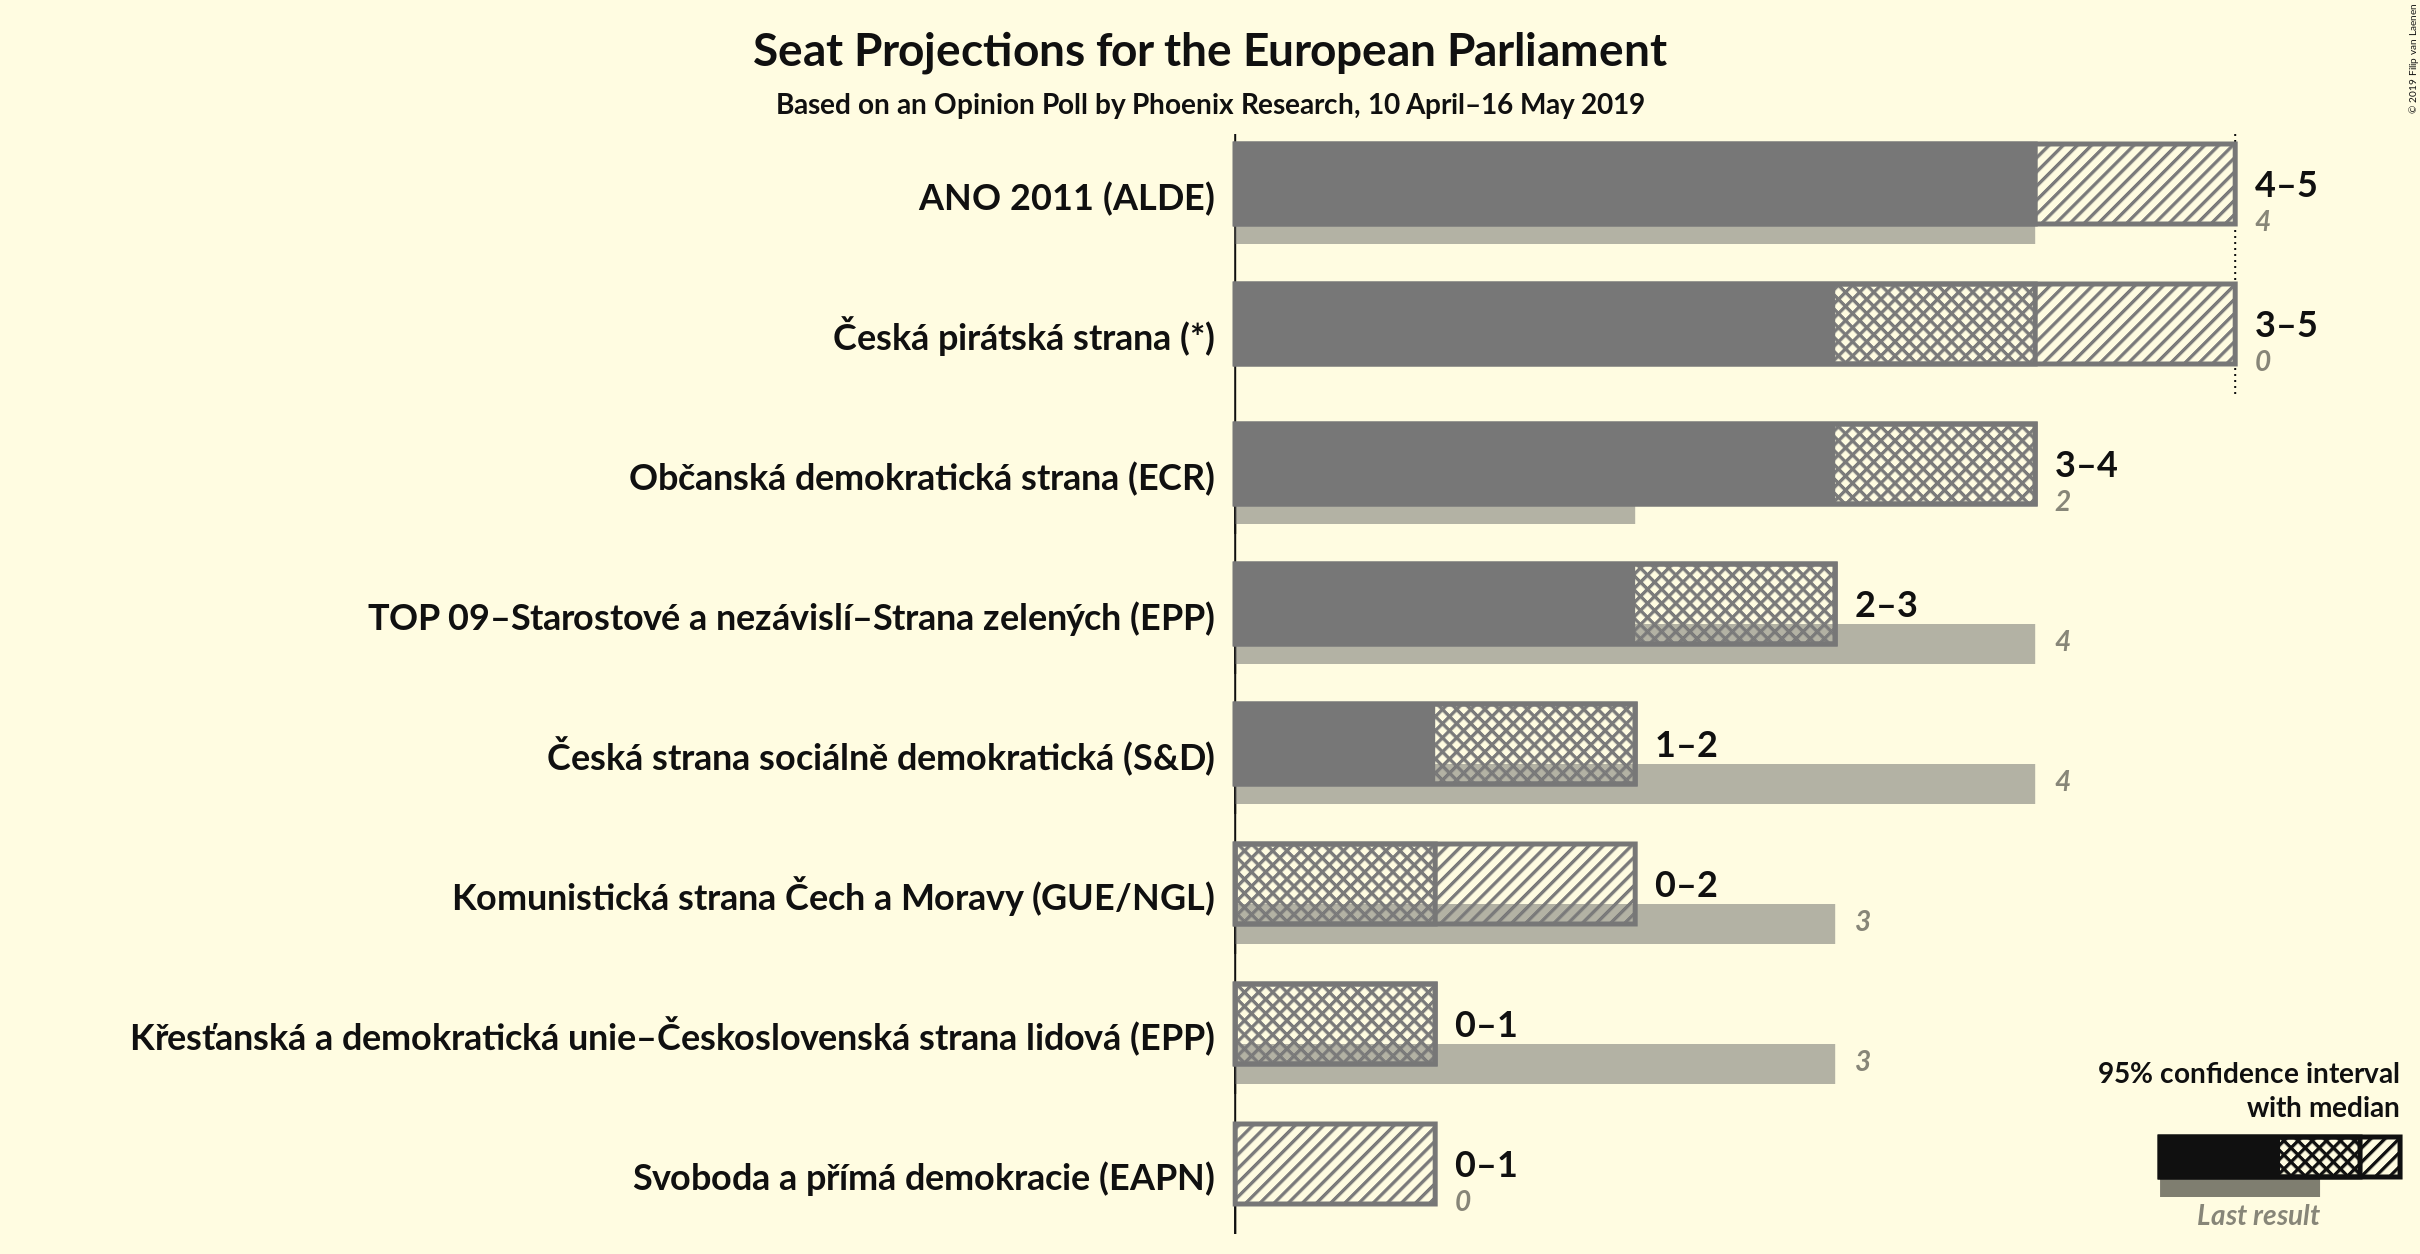 Seat Projections for the European Parliament
Based on an Opinion Poll by Phoenix Research, 10 April–16 May 2019
© 2019 Filip van Laenen
ANO 2011 (ALDE)
4–5
4
Česká pirátská strana (*)
3–5
0
Občanská demokratická strana (ECR)
3–4
2
TOP 09–Starostové a nezávislí–Strana zelených (EPP)
2–3
4
Česká strana sociálně demokratická (S&D)
1–2
4
Komunistická strana Čech a Moravy (GUE/NGL)
0–2
3
Křesťanská a demokratická unie–Československá strana lidová (EPP)
0–1
3
Svoboda a přímá demokracie (EAPN)
0–1
0
95% confidence interval
with median
Last result